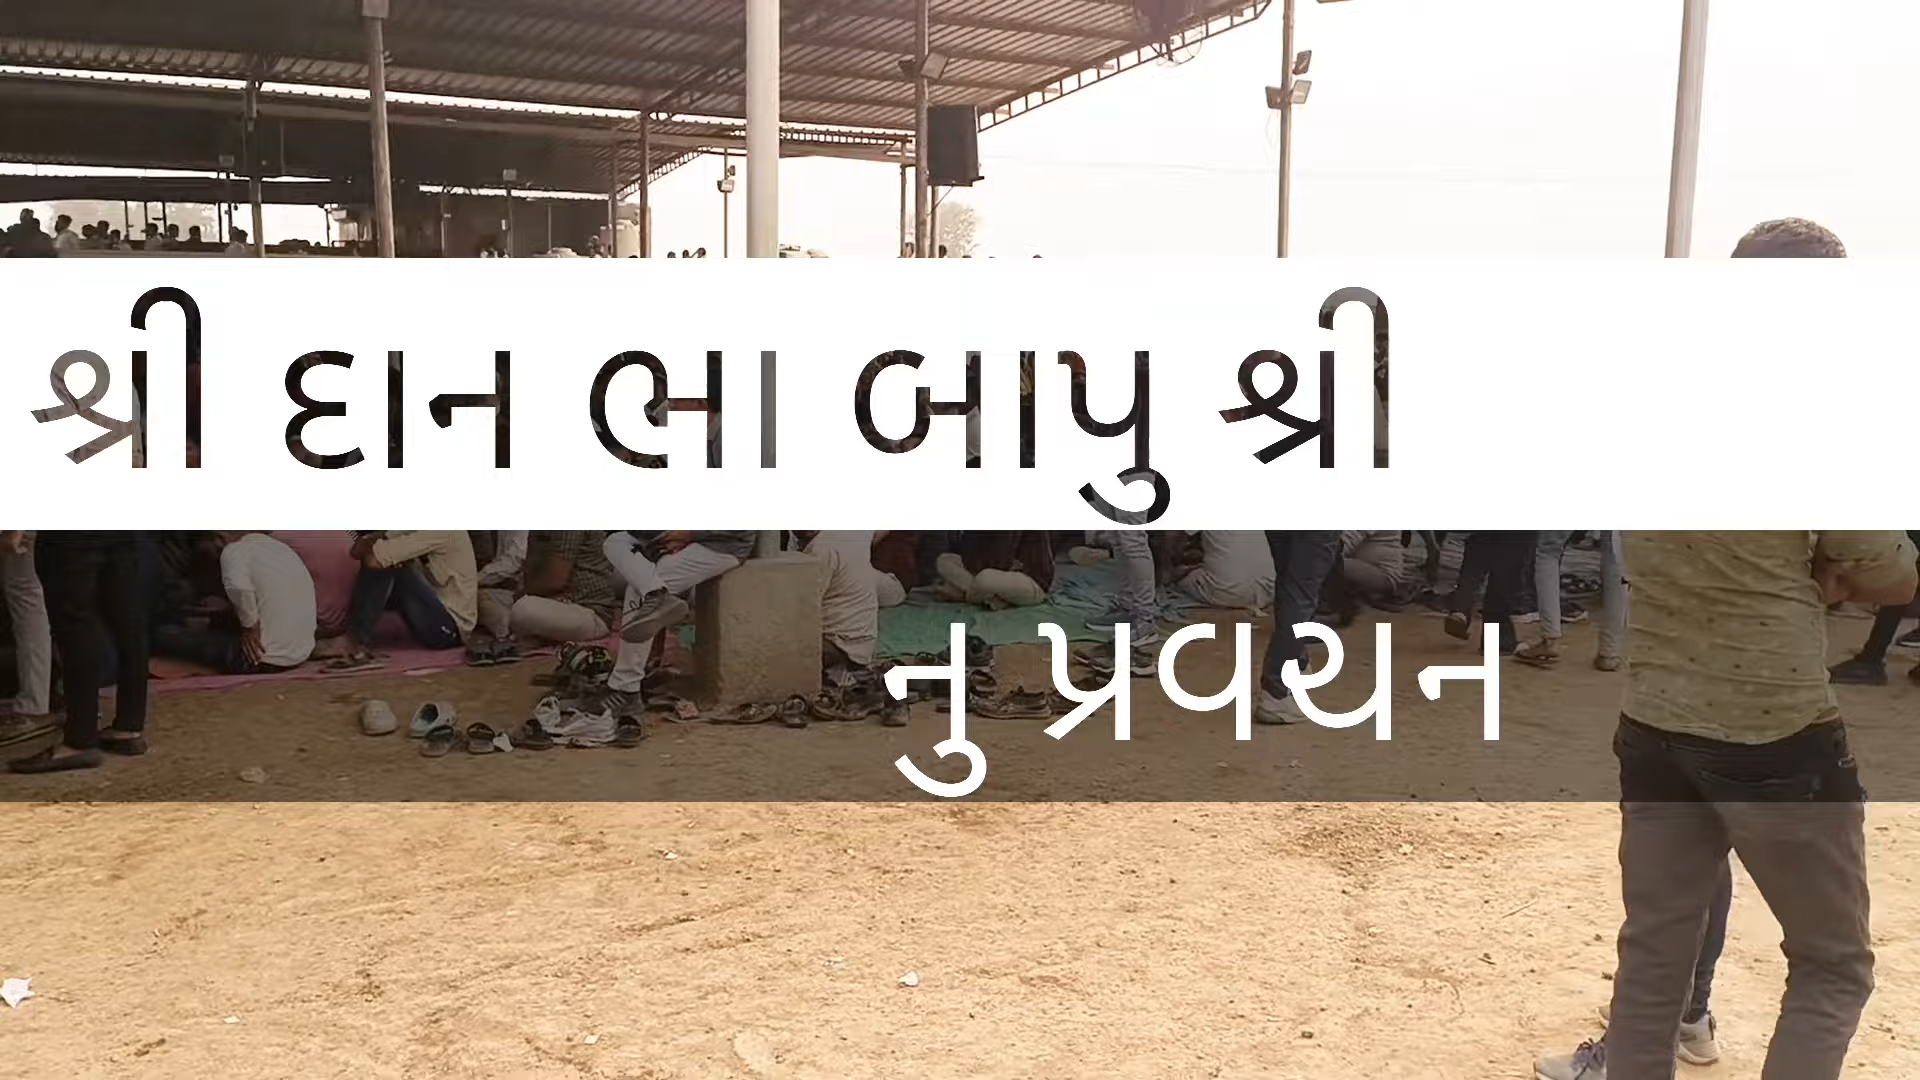 શ્રી દાન ભા બાપુ શ્રી
નુ પ્રવચન